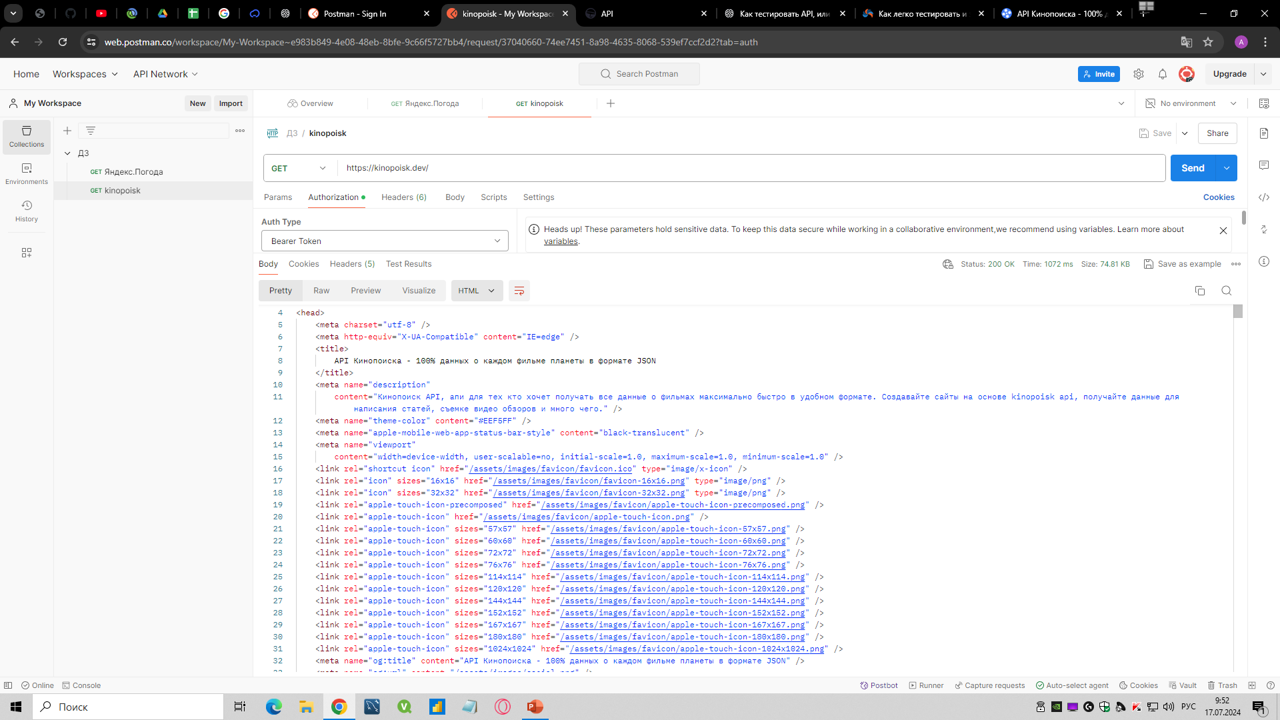 Postman - Sign In
kinopoisk - My Workspac
API
Как тестировать API, или
Как легко тестировать и
API Кинопоиска - 100% д
web.postman.co/workspace/My-Workspace~e983b849-4e08-48eb-8bfe-9c66f5727bb4/request/37040660-74ee7451-8a98-4635-8068-539ef7ccf2d2?tab=auth
A
Home Workspaces API Network Search Postman Invite Upgrade
My Workspace New Import Overview GET Яндекс.Погода GET kinopoisk No environment
Collections
Environments
History
ДЗ
GET Яндекс.Погода
GET kinopoisk
ДЗ / kinopoisk Save Share
GET https://kinopoisk.dev/ Send
Params Authorization Headers (6) Body Scripts Settings Cookies
Auth Type
Bearer Token
Heads up! These parameters hold sensitive data. To keep this data secure while working in a collaborative environment,we recommend using variables. Learn more about
variables.
Body Cookies Headers (5) Test Results Status: 200 OK Time: 1072 ms Size: 74.81 KB Save as example
Pretty Raw Preview Visualize HTML
4 <head>
5 <meta charset="utf-8" />
6 <meta http-equiv="X-UA-Compatible" content="IE=edge" />
7 <title>
8 API Кинопоиска - 100% данных о каждом фильме планеты в формате JSON
9 </title>
10 <meta name="description"
11 content="Кинопоиск API, апи для тех кто хочет получать все данные о фильмах максимально быстро в удобном формате. Создавайте сайты на основе kinopoisk api, получайте данные для
написания статей, съемке видео обзоров и много чего." />
12 <meta name="theme-color" content="#EEF5FF" />
13 <meta name="apple-mobile-web-app-status-bar-style" content="black-translucent" />
14 <meta name="viewport"
15 content="width=device-width, user-scalable=no, initial-scale=1.0, maximum-scale=1.0, minimum-scale=1.0" />
16 <link rel="shortcut icon" href="/assets/images/favicon/favicon.ico" type="image/x-icon" />
17 <link rel="icon" sizes="16x16" href="/assets/images/favicon/favicon-16x16.png" type="image/png" />
18 <link rel="icon" sizes="32x32" href="/assets/images/favicon/favicon-32x32.png" type="image/png" />
19 <link rel="apple-touch-icon-precomposed" href="/assets/images/favicon/apple-touch-icon-precomposed.png" />
20 <link rel="apple-touch-icon" href="/assets/images/favicon/apple-touch-icon.png" />
21 <link rel="apple-touch-icon" sizes="57x57" href="/assets/images/favicon/apple-touch-icon-57x57.png" />
22 <link rel="apple-touch-icon" sizes="60x60" href="/assets/images/favicon/apple-touch-icon-60x60.png" />
23 <link rel="apple-touch-icon" sizes="72x72" href="/assets/images/favicon/apple-touch-icon-72x72.png" />
24 <link rel="apple-touch-icon" sizes="76x76" href="/assets/images/favicon/apple-touch-icon-76x76.png" />
25 <link rel="apple-touch-icon" sizes="114x114" href="/assets/images/favicon/apple-touch-icon-114x114.png" />
26 <link rel="apple-touch-icon" sizes="120x120" href="/assets/images/favicon/apple-touch-icon-120x120.png" />
27 <link rel="apple-touch-icon" sizes="144x144" href="/assets/images/favicon/apple-touch-icon-144x144.png" />
28 <link rel="apple-touch-icon" sizes="152x152" href="/assets/images/favicon/apple-touch-icon-152x152.png" />
29 <link rel="apple-touch-icon" sizes="167x167" href="/assets/images/favicon/apple-touch-icon-167x167.png" />
30 <link rel="apple-touch-icon" sizes="180x180" href="/assets/images/favicon/apple-touch-icon-180x180.png" />
31 <link rel="apple-touch-icon" sizes="1024x1024" href="/assets/images/favicon/apple-touch-icon-1024x1024.png" />
32 <meta name="og:title" content="API Кинопоиска - 100% данных о каждом фильме планеты в формате JSON" />
Online Console Postbot Runner Capture requests Auto-select agent Cookies Vault Trash
Поиск РУС 9:52
17.07.2024